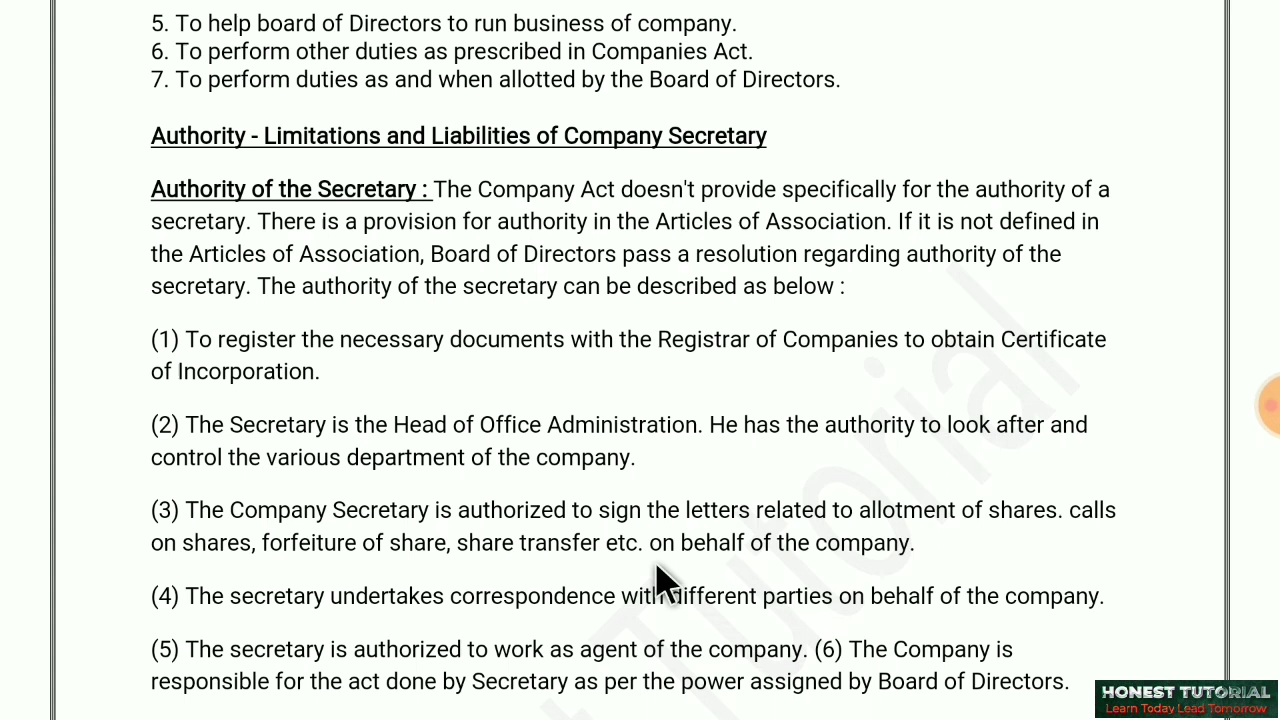 5. To help board of Directors to run business of company.
6. To perform other duties as prescribed in Companies Act.
7. To perform duties as and when allotted by the Board of Directors.
Authority - Limitations and Liabilities of Company Secretary
Authority of the Secretary : The Company Act doesn't provide specifically for the authority of a
secretary. There is a provision for authority in the Articles of Association. If it is not defined in
the Articles of Association, Board of Directors pass a resolution regarding authority of the
secretary. The authority of the secretary can be described as below :
(1) To register the necessary documents with the Registrar of Companies to obtain Certificate
of Incorporation.
(2) The Secretary is the Head of Office Administration. He has the authority to look after and
control the various department of the company.
(3) The Company Secretary is authorized to sign the letters related to allotment of shares. calls
on shares, forfeiture of share, share transfer etc. on behalf of the company.
(4) The secretary undertakes correspondence with different parties on behalf of the company.
(5) The secretary is authorized to work as agent of the company. (6) The Company is
responsible for the act done by Secretary as per the power assigned by Board of Directors.
t Tutorial
HONEST TUTORIAL
Learn Today Lead Tomorrow